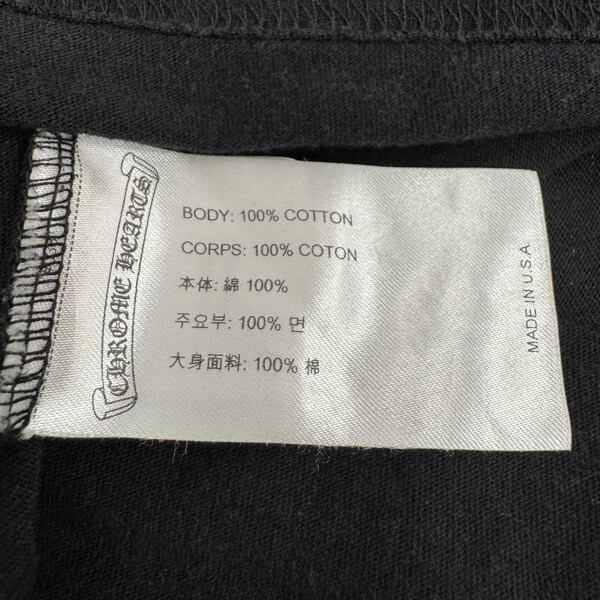 CHROME HEARTS
BODY: 100% COTTON
CORPS: 100% COTON
本体: 綿 100%
주요부: 100% 면
大身面料: 100% 棉
MADE IN U.S.A.